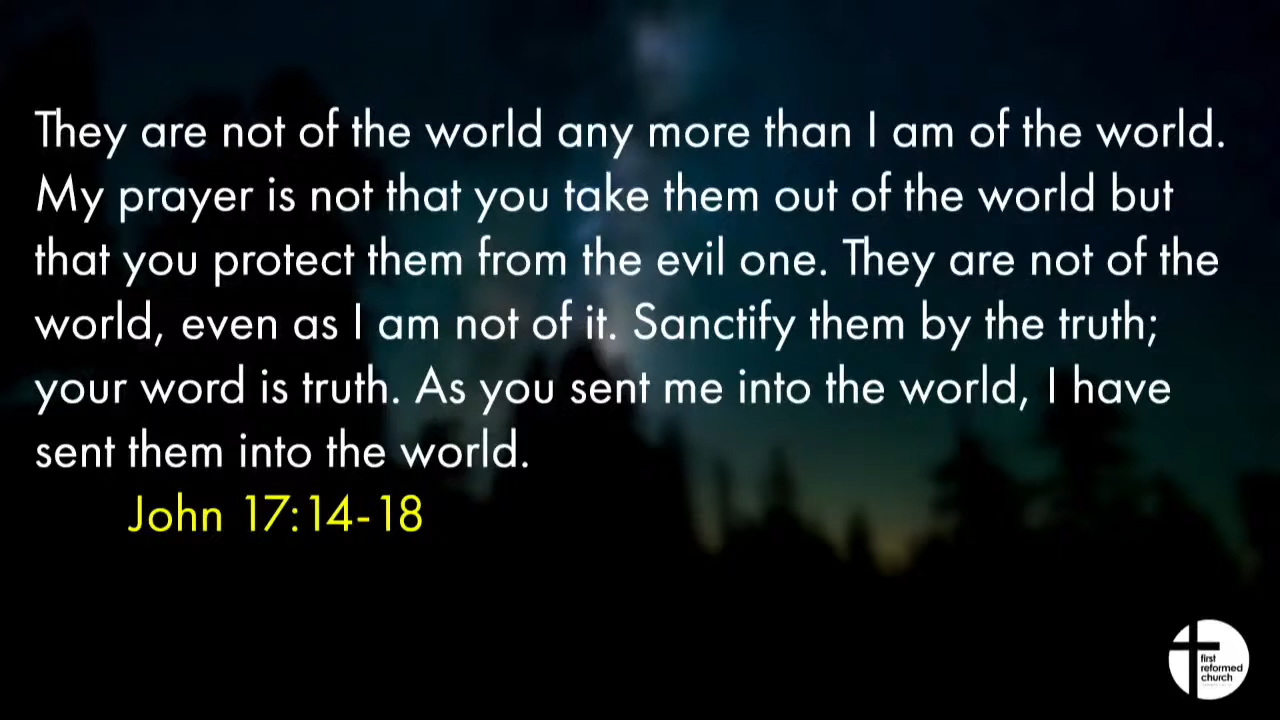 They are not of the world any more than I am of the world.
My prayer is not that you take them out of the world but
that you protect them from the evil one. They are not of the
world, even as I am not of it. Sanctify them by the truth;
your word is truth. As you sent me into the world, I have
sent them into the world.
John 17:14-18
first
reformed
church